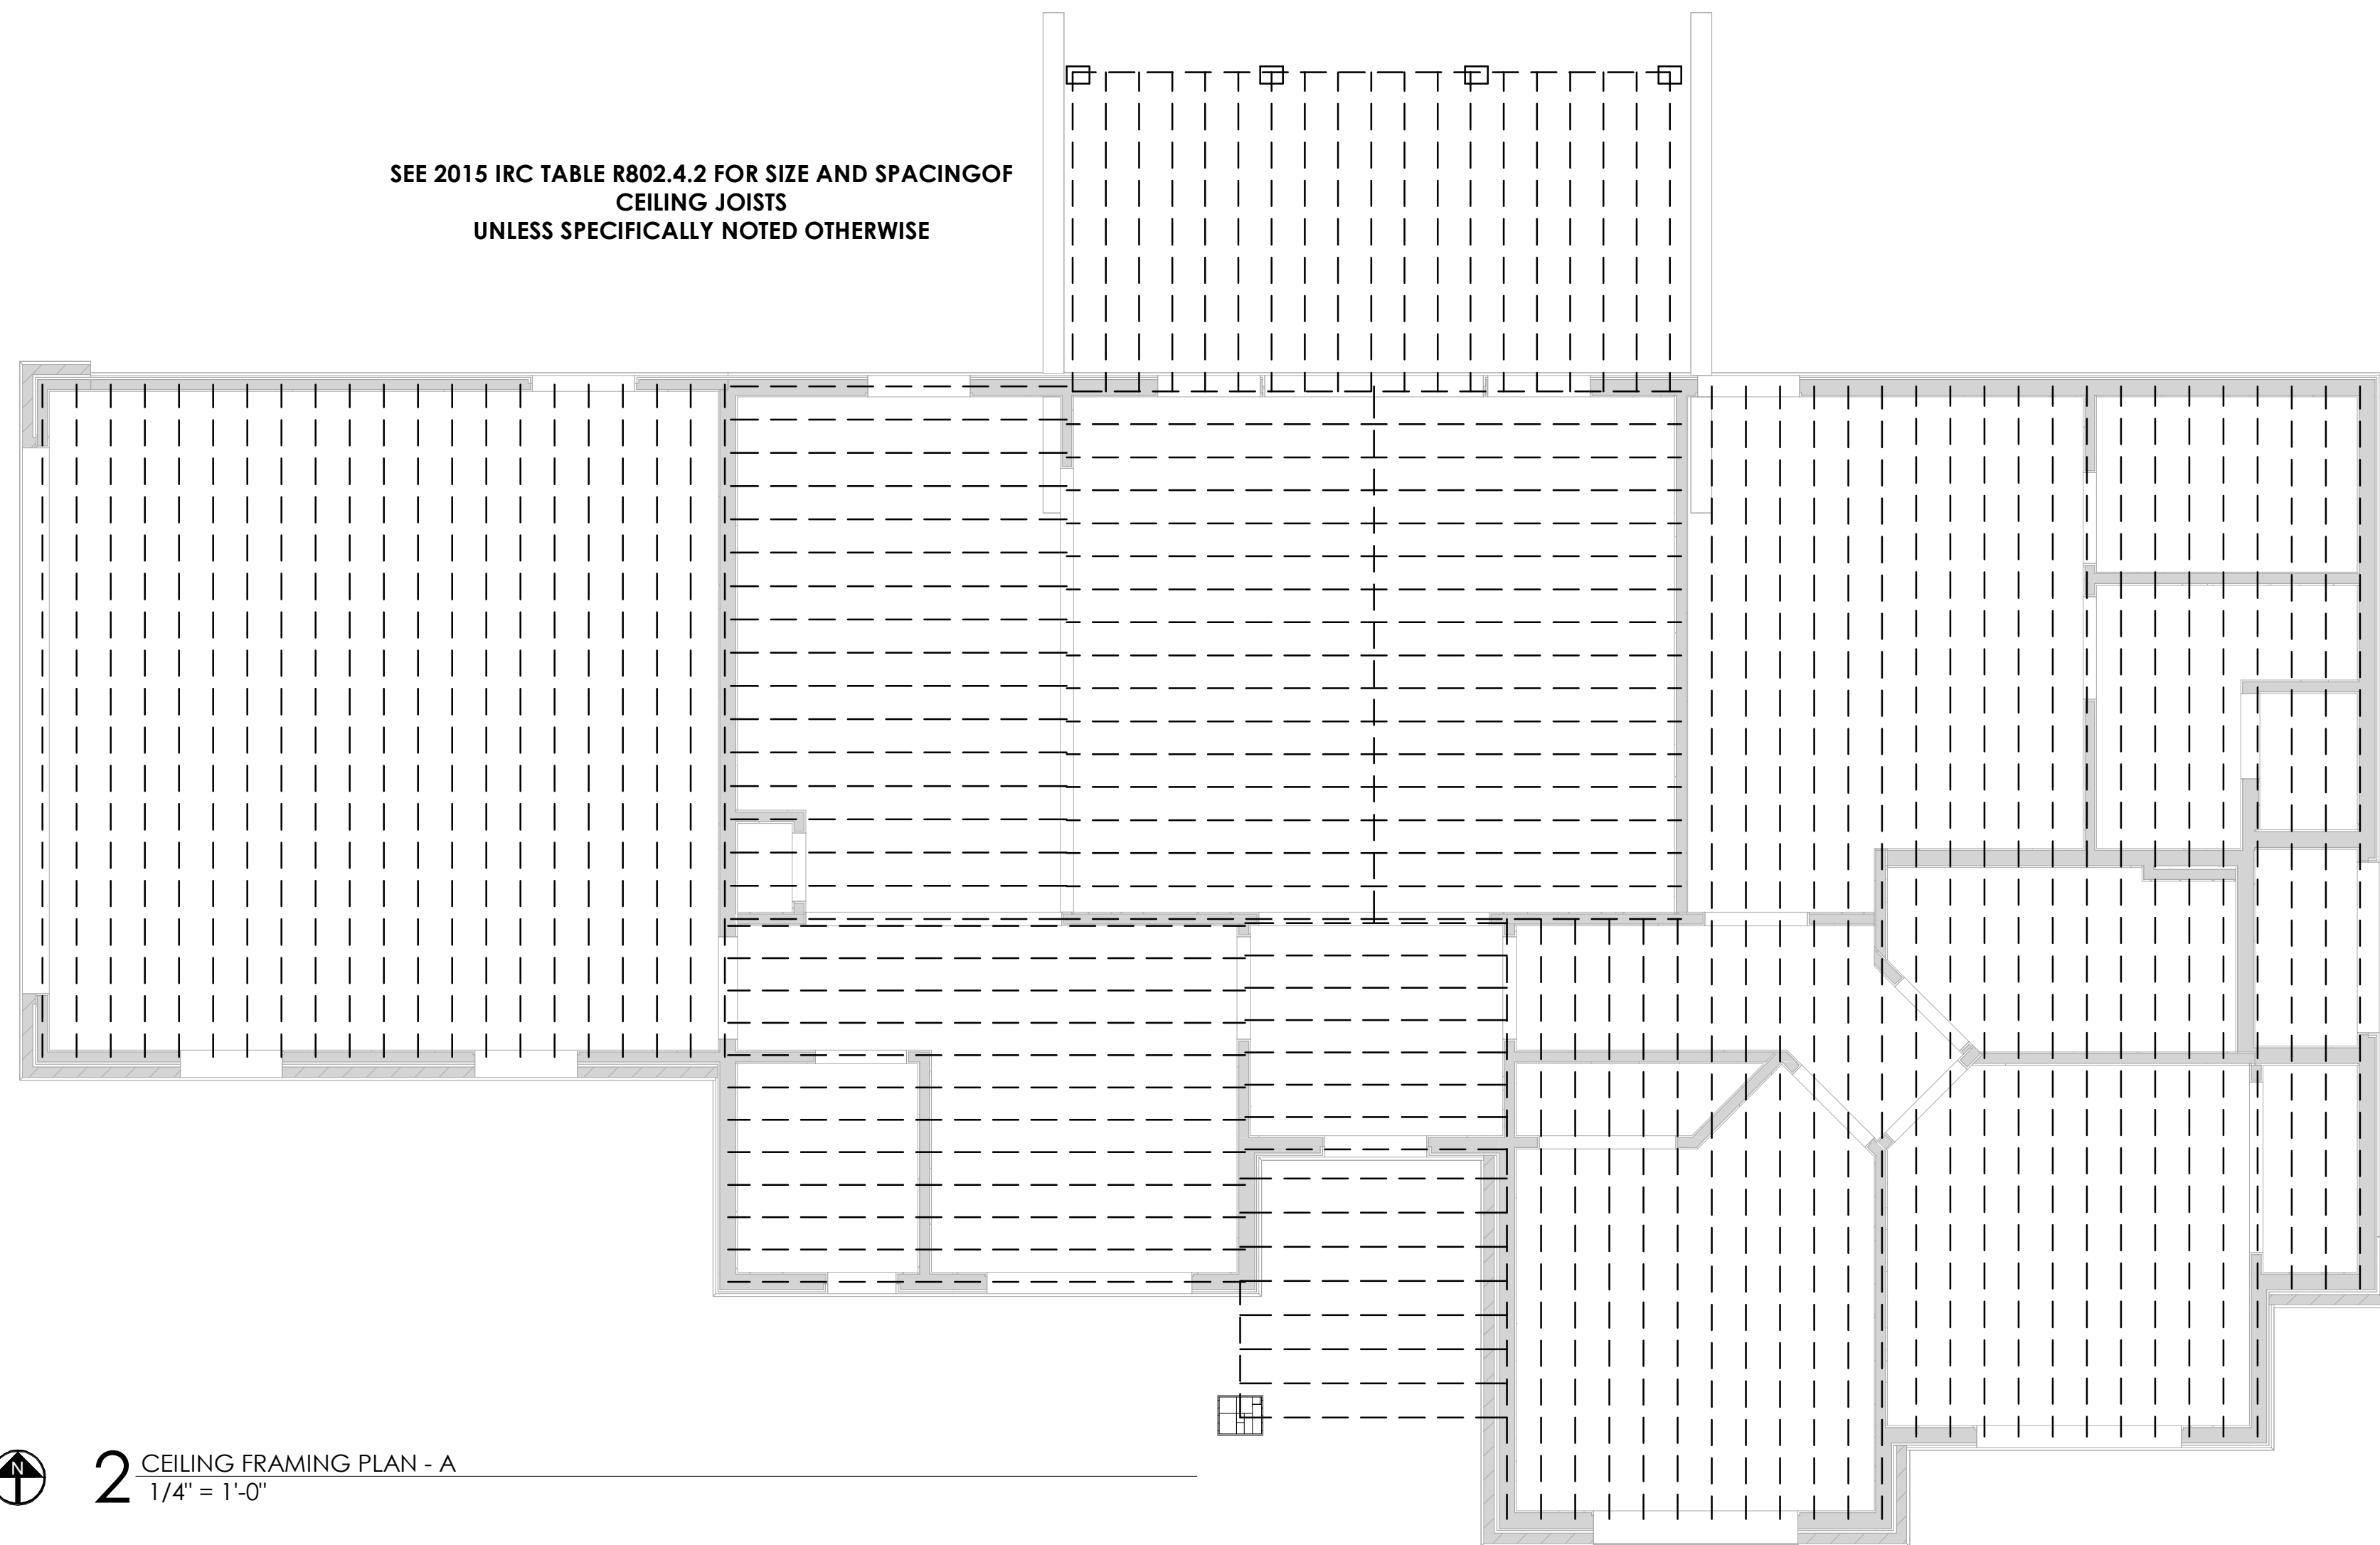 SEE 2015 IRC TABLE R802.4.2 FOR SIZE AND SPACINGOF
CEILING JOISTS
UNLESS SPECIFICALLY NOTED OTHERWISE
N
2 CEILING FRAMING PLAN - A
1/4" = 1'-0"